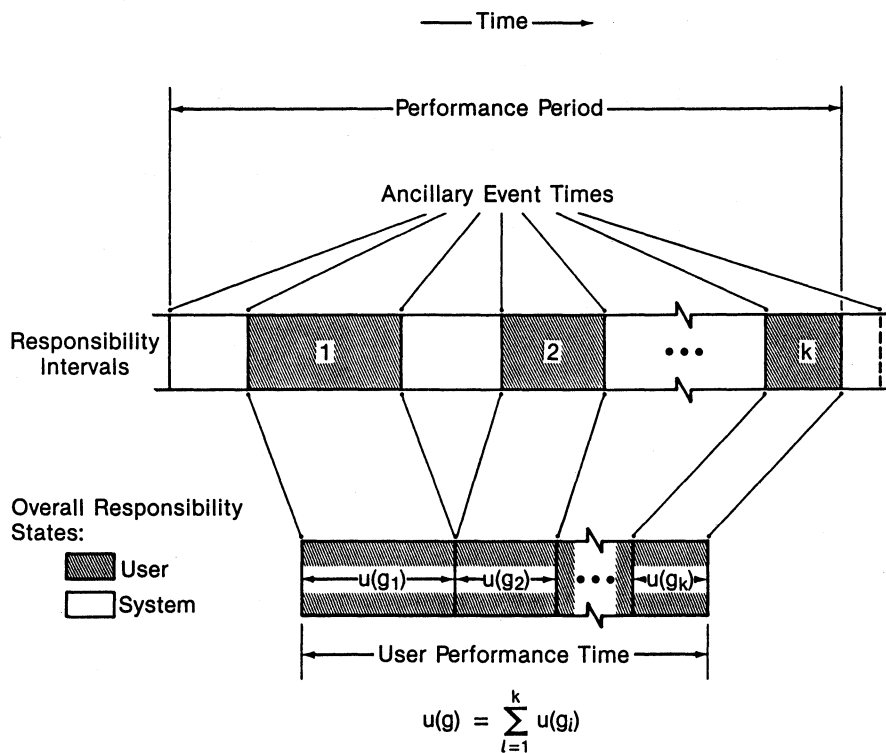 Time
Performance Period
Ancillary Event Times
Responsibility
Intervals
1
2
•••
k
Overall Responsibility
States:
User
System
u(g₁)
u(g₂)
•••
u(gₖ)
User Performance Time
k
u(g) = ∑ u(gᵢ)
l=1